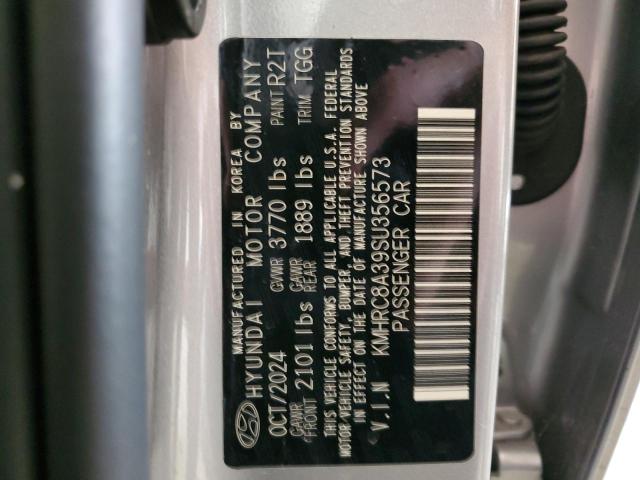 MANUFACTURED IN KOREA BY
HYUNDAI MOTOR COMPANY
OCT/2024 GVWR 3770 lbs PAINT R2T
GAWR FRONT 2101 lbs GAWR REAR 1889 lbs TRIM TGG
THIS VEHICLE CONFORMS TO ALL APPLICABLE U.S.A. FEDERAL
MOTOR VEHICLE SAFETY, BUMPER, AND THEFT PREVENTION STANDARDS
IN EFFECT ON THE DATE OF MANUFACTURE SHOWN ABOVE
V.I.N KMHRC8A39SU356573
PASSENGER CAR